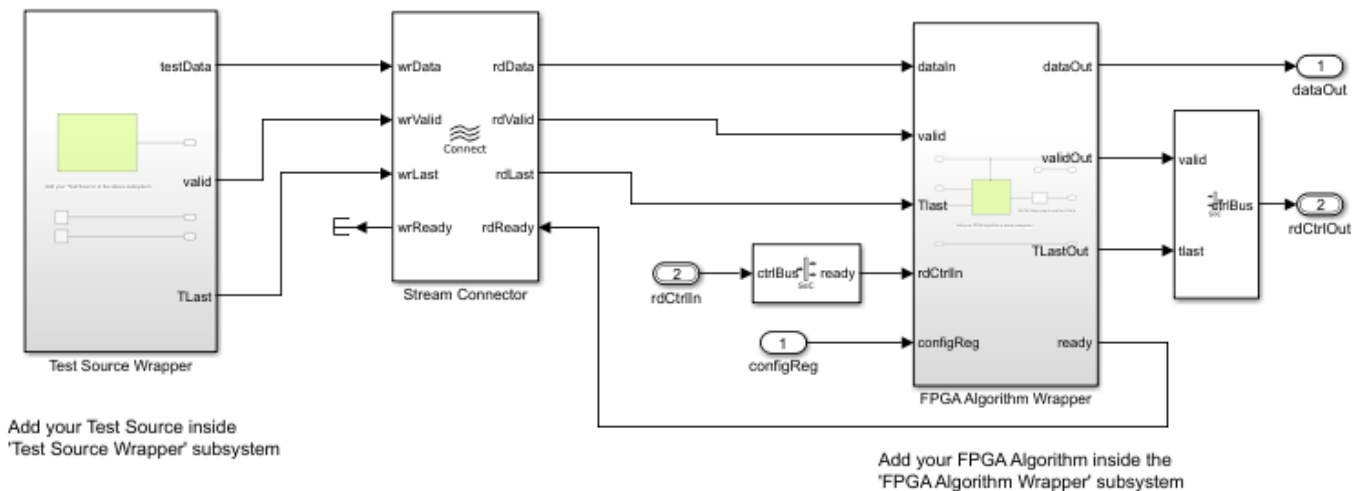 testData
valid
TLast
Test Source Wrapper
Add your Test Source inside
'Test Source Wrapper' subsystem
wrData
wrValid
wrLast
wrReady
rdData
rdValid
rdLast
rdReady
Connect
Stream Connector
2
rdCtrlIn
ctrlBus
ready
SoC
1
configReg
dataIn
valid
Tlast
rdCtrlIn
configReg
dataOut
validOut
TLastOut
ready
FPGA Algorithm Wrapper
Add your FPGA Algorithm inside the
'FPGA Algorithm Wrapper' subsystem
valid
tlast
ctrlBus
SoC
1
dataOut
2
rdCtrlOut